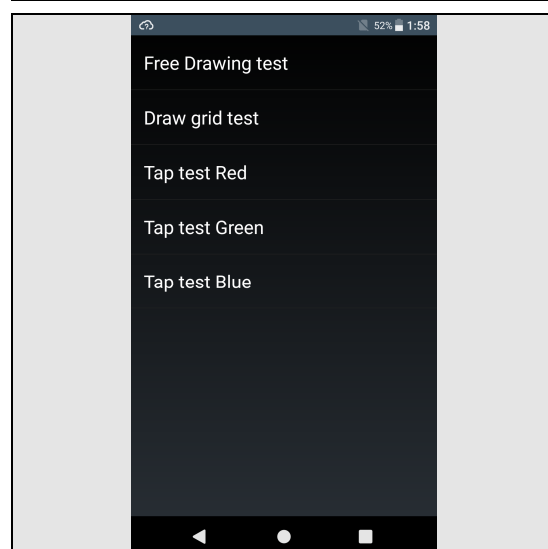 52% 1:58
Free Drawing test
Draw grid test
Tap test Red
Tap test Green
Tap test Blue